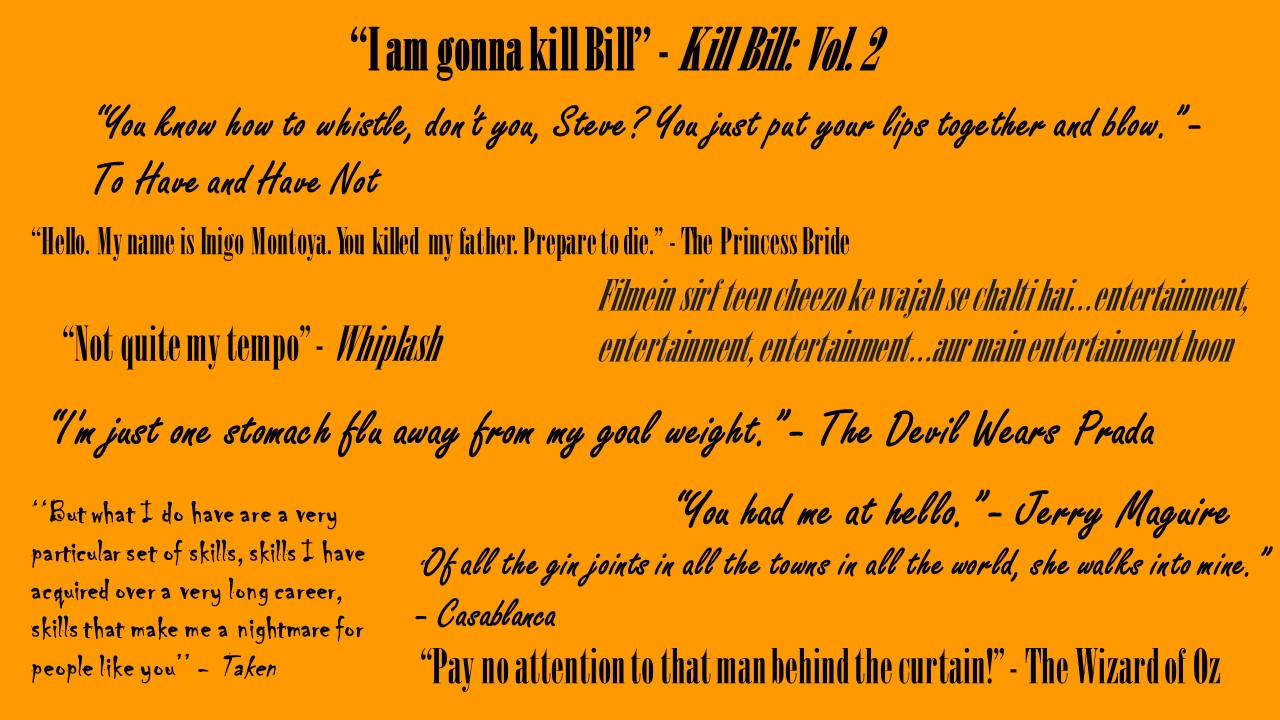 “I am gonna kill Bill” - Kill Bill: Vol. 2
“You know how to whistle, don't you, Steve? You just put your lips together and blow.”–
To Have and Have Not
“Hello. My name is Inigo Montoya. You killed my father. Prepare to die.” - The Princess Bride
Filmein sirf teen cheezo ke wajah se chalti hai...entertainment,
entertainment, entertainment...aur main entertainment hoon
“Not quite my tempo” - Whiplash
“I'm just one stomach flu away from my goal weight.”– The Devil Wears Prada
‘‘But what I do have are a very
particular set of skills, skills I have
acquired over a very long career,
skills that make me a nightmare for
people like you’’ – Taken
“You had me at hello.”– Jerry Maguire
‘Of all the gin joints in all the towns in all the world, she walks into mine.”
– Casablanca
“Pay no attention to that man behind the curtain!” - The Wizard of Oz